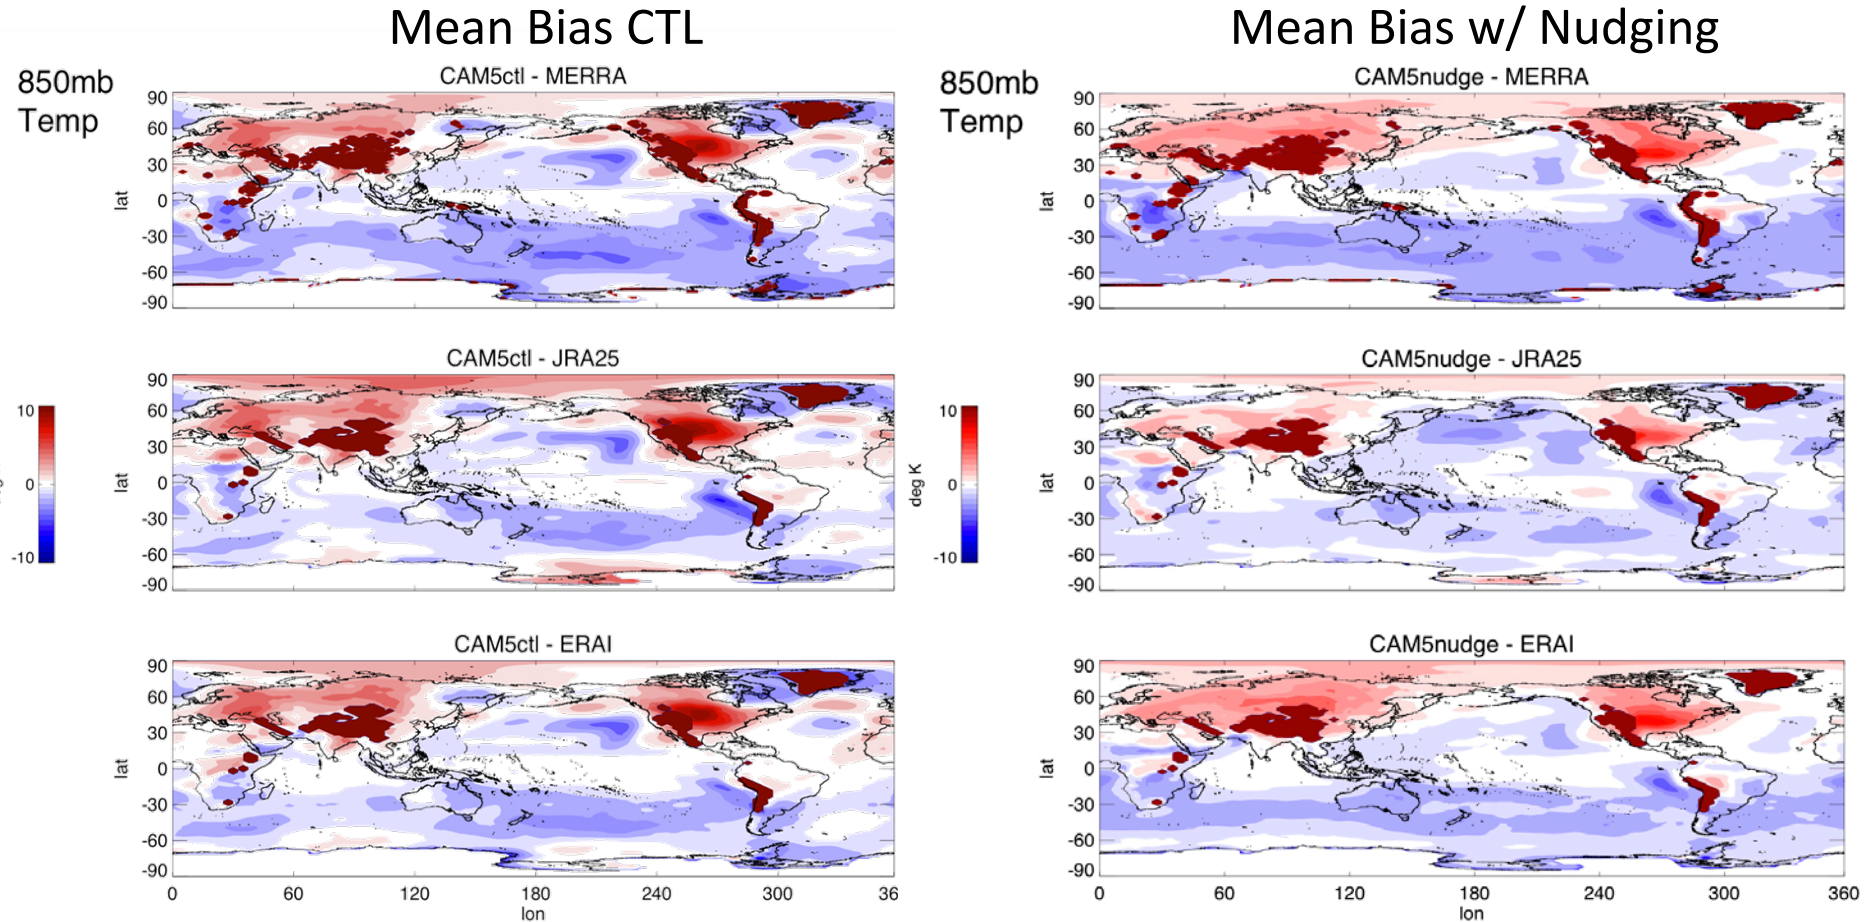 Mean Bias CTL
Mean Bias w/ Nudging
850mb
Temp
CAM5ctl - MERRA
90
60
30
0
-30
-60
-90
lat
850mb
Temp
CAM5nudge - MERRA
90
60
30
0
-30
-60
-90
lat
10
0
-10
CAM5ctl - JRA25
90
60
30
0
-30
-60
-90
lat
10
0
-10
deg K
CAM5nudge - JRA25
90
60
30
0
-30
-60
-90
lat
CAM5ctl - ERAI
90
60
30
0
-30
-60
-90
lat
0 60 120 180 240 300 36
lon
CAM5nudge - ERAI
90
60
30
0
-30
-60
-90
lat
0 60 120 180 240 300 360
lon